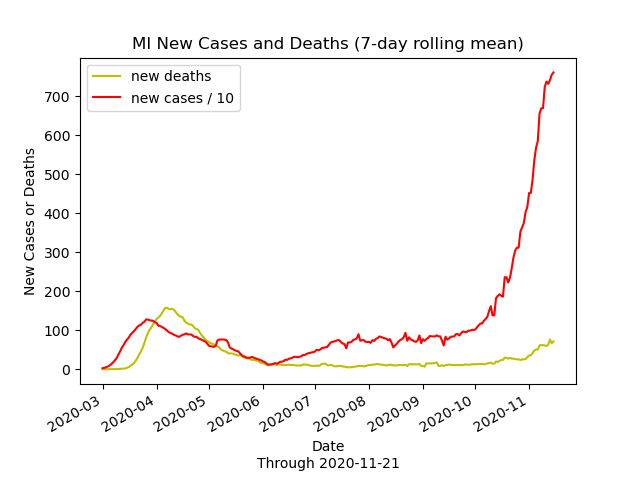 MI New Cases and Deaths (7-day rolling mean)
new deaths
new cases / 10
New Cases or Deaths
700
600
500
400
300
200
100
0
2020-03
2020-04
2020-05
2020-06
2020-07
2020-08
2020-09
2020-10
2020-11
Date
Through 2020-11-21